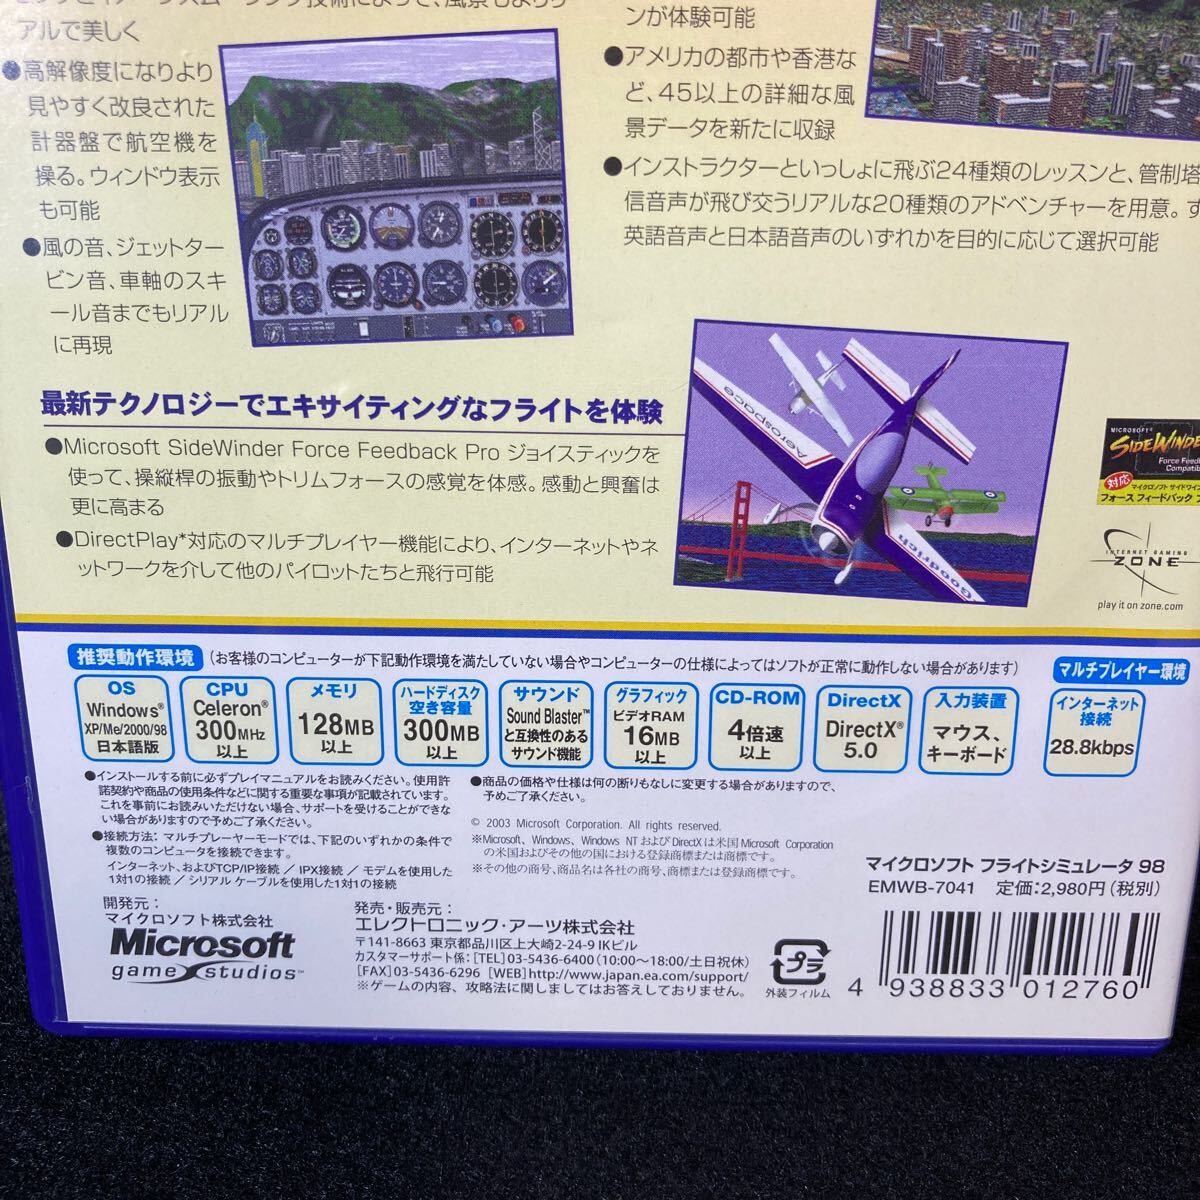 アルで美しく
●高解像度になりより
見やすく改良された
計器盤で航空機を
操る。ウィンドウ表示
も可能
●風の音、ジェットター
ビン音、車軸のスキ
ール音までもリアル
に再現
ンが体験可能
●アメリカの都市や香港な
ど、45以上の詳細な風
景データを新たに収録
●インストラクターといっしょに飛ぶ24種類のレッスンと、管制塔
信音声が飛び交うリアルな20種類のアドベンチャーを用意。す
英語音声と日本語音声のいずれかを目的に応じて選択可能
最新テクノロジーでエキサイティングなフライトを体験
●Microsoft SideWinder Force Feedback Pro ジョイスティックを
使って、操縦桿の振動やトリムフォースの感覚を体感。感動と興奮は
更に高まる
●DirectPlay*対応のマルチプレイヤー機能により、インターネットやネ
ットワークを介して他のパイロットたちと飛行可能
Aerospace
Goodrich
MICROSOFT®
SIDEWINDE
Force Feed
Compatib
対応 マイクロソフト サイドワイン
フォース フィードバック プ
INTERNET GAMING
ZONE
play it on zone.com
推奨動作環境 (お客様のコンピューターが下記動作環境を満たしていない場合やコンピューターの仕様によってはソフトが正常に動作しない場合があります)
マルチプレイヤー環境
OS
Windows®
XP/Me/2000/98
日本語版
CPU
Celeron®
300MHz
以上
メモリ
128MB
以上
ハードディスク
空き容量
300MB
以上
サウンド
Sound Blaster™
と互換性のある
サウンド機能
グラフィック
ビデオRAM
16MB
以上
CD-ROM
4倍速
以上
DirectX
DirectX®
5.0
入力装置
マウス、
キーボード
インターネット
接続
28.8kbps
●インストールする前に必ずプレイマニュアルをお読みください。使用許
諾契約や商品の使用条件などに関する重要な事項が記載されています。
これを事前にお読みいただけない場合、サポートを受けることができな
い場合がありますので予めご了承ください。
●接続方法: マルチプレーヤーモードでは、下記のいずれかの条件で
複数のコンピュータを接続できます。
インターネット、およびTCP/IP接続 / IPX接続 / モデムを使用した
1対1の接続 / シリアル ケーブルを使用した1対1の接続
●商品の価格や仕様は何の断りもなしに変更する場合がありますので、
予めご了承ください。
© 2003 Microsoft Corporation. All rights reserved.
※Microsoft、Windows、Windows NT およびDirectX は米国 Microsoft Corporation
の米国およびその他の国における登録商標または商標です。
※その他の商号、商品名は各社の商号、商標または登録商標です。
マイクロソフト フライトシミュレータ 98
EMWB-7041 定価:2,980円(税別)
開発元:
マイクロソフト株式会社
Microsoft
game studios™
発売・販売元:
エレクトロニック・アーツ株式会社
〒141-8663 東京都品川区上大崎2-24-9 IKビル
カスタマーサポート係:[TEL]03-5436-6400(10:00〜18:00/土日祝休)
[FAX]03-5436-6296 [WEB]http://www.japan.ea.com/support/
※ゲームの内容、攻略法に関しましてはお答えしておりません。
プラ
外装フィルム
4 938833 012760